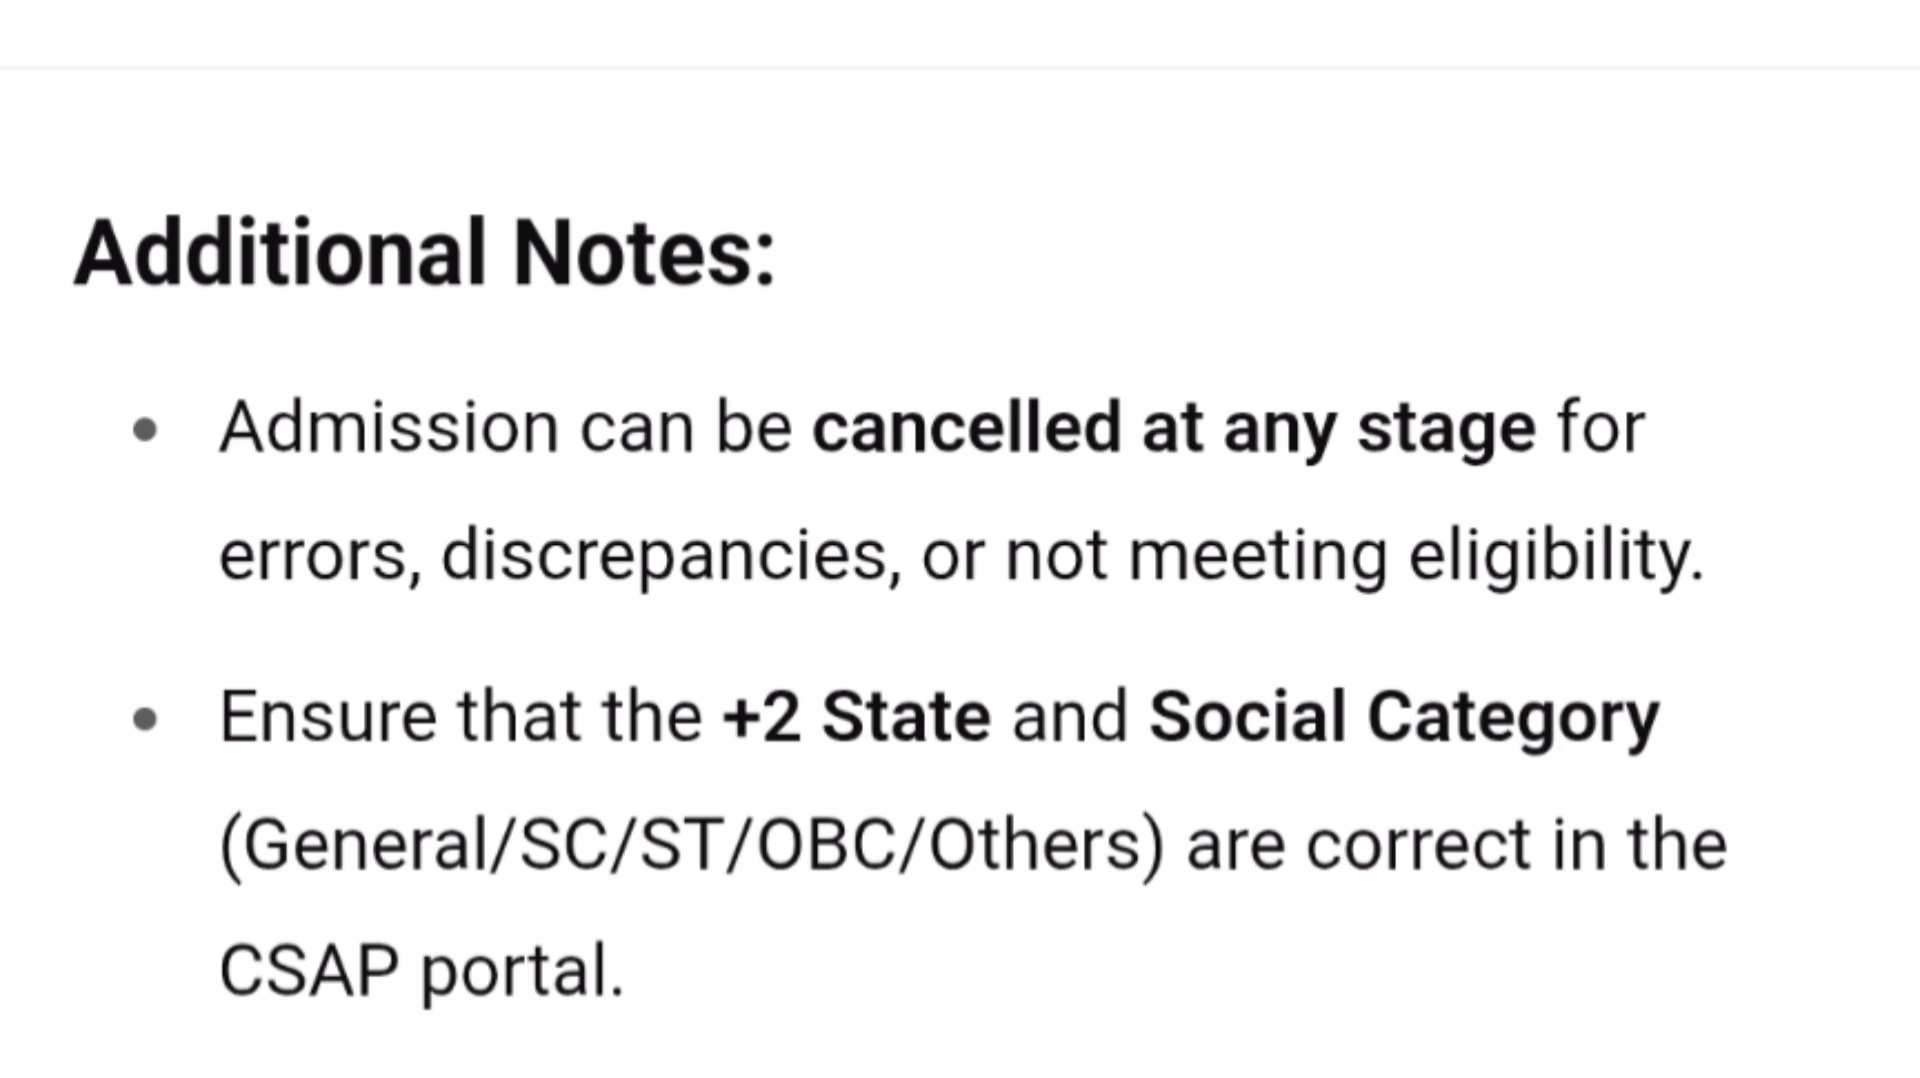 Additional Notes:
• Admission can be cancelled at any stage for
errors, discrepancies, or not meeting eligibility.
• Ensure that the +2 State and Social Category
(General/SC/ST/OBC/Others) are correct in the
CSAP portal.